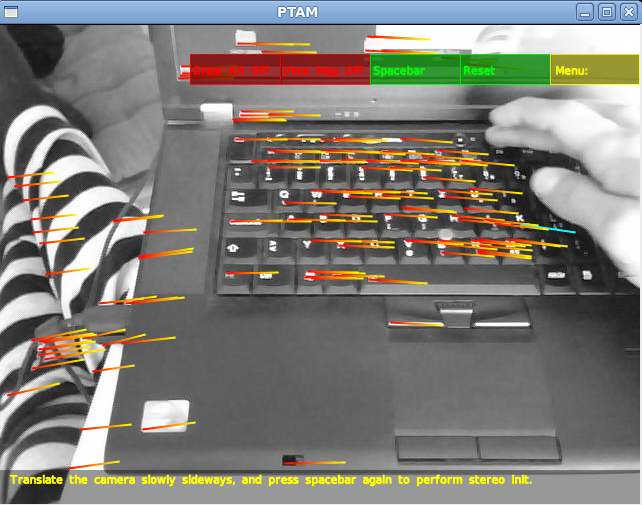 PTAM
Draw AR Off View Map Off Spacebar Reset Menu:
Translate the camera slowly sideways, and press spacebar again to perform stereo init.